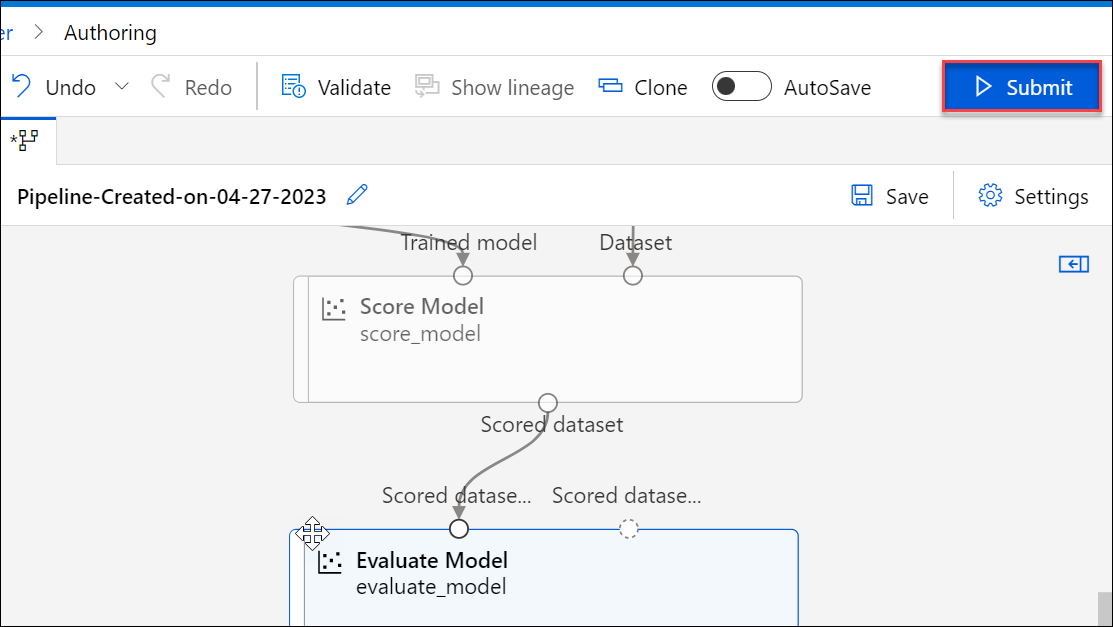 er > Authoring
Undo Redo Validate Show lineage Clone AutoSave Submit
*
Pipeline-Created-on-04-27-2023 Save Settings
Trained model Dataset
Score Model
score_model
Scored dataset
Scored datase... Scored datase...
Evaluate Model
evaluate_model